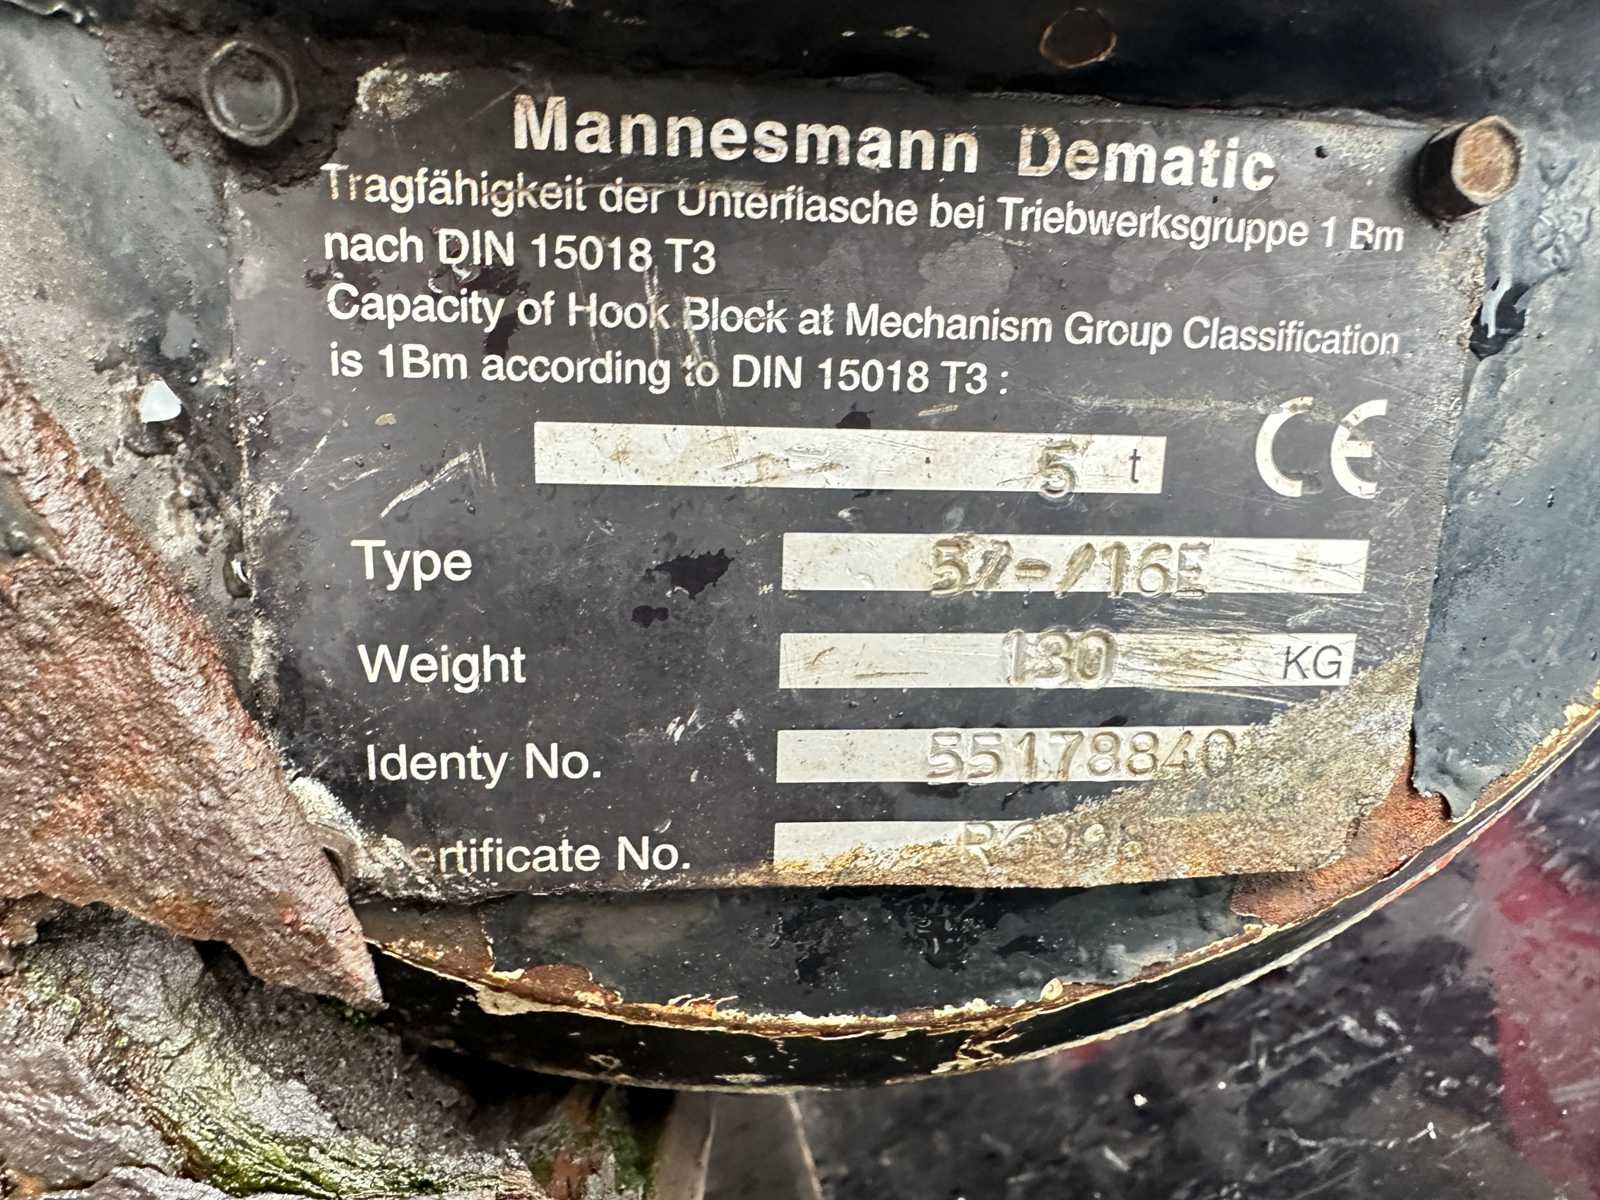 Mannesmann Dematic
Tragfähigkeit der Unterflasche bei Triebwerksgruppe 1 Bm
nach DIN 15018 T3
Capacity of Hook Block at Mechanism Group Classification
is 1Bm according to DIN 15018 T3 :
5 t
CE
Type
Weight 130 KG
Identy No. 55178840
Certificate No.